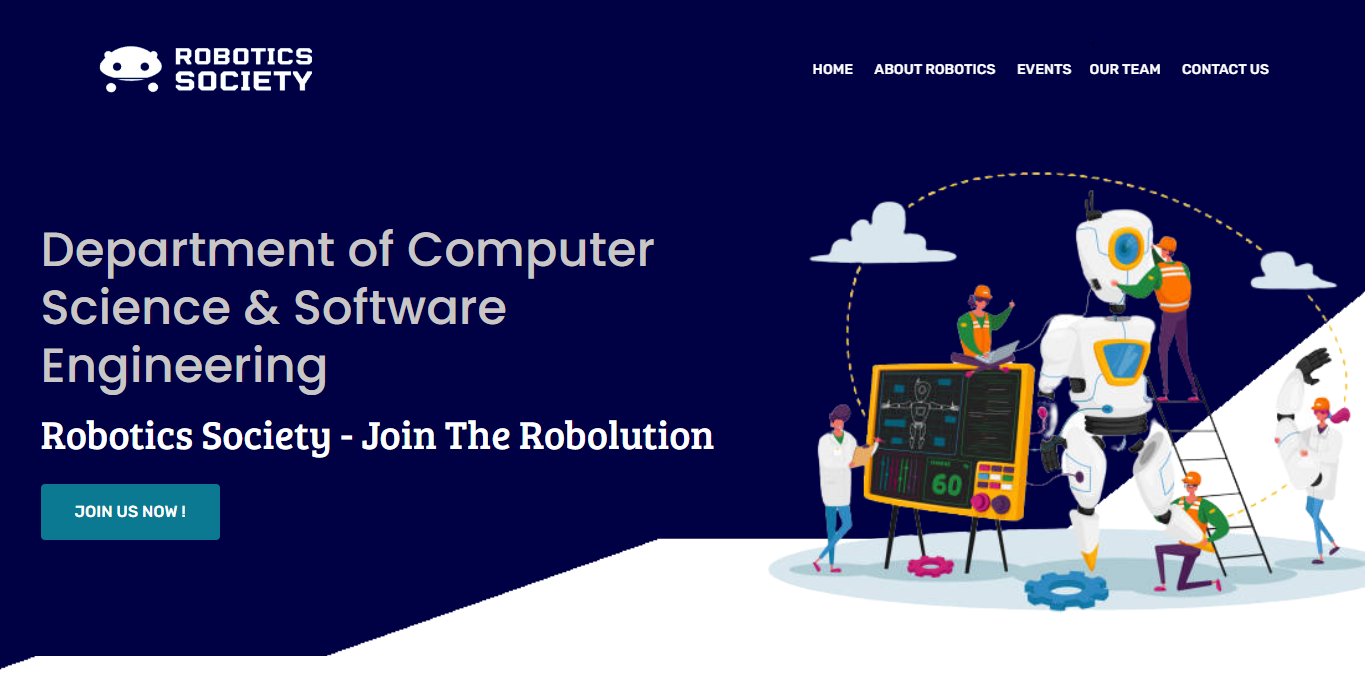 ROBOTICS
SOCIETY
HOME ABOUT ROBOTICS EVENTS OUR TEAM CONTACT US
Department of Computer
Science & Software
Engineering
Robotics Society - Join The Robolution
JOIN US NOW !
60